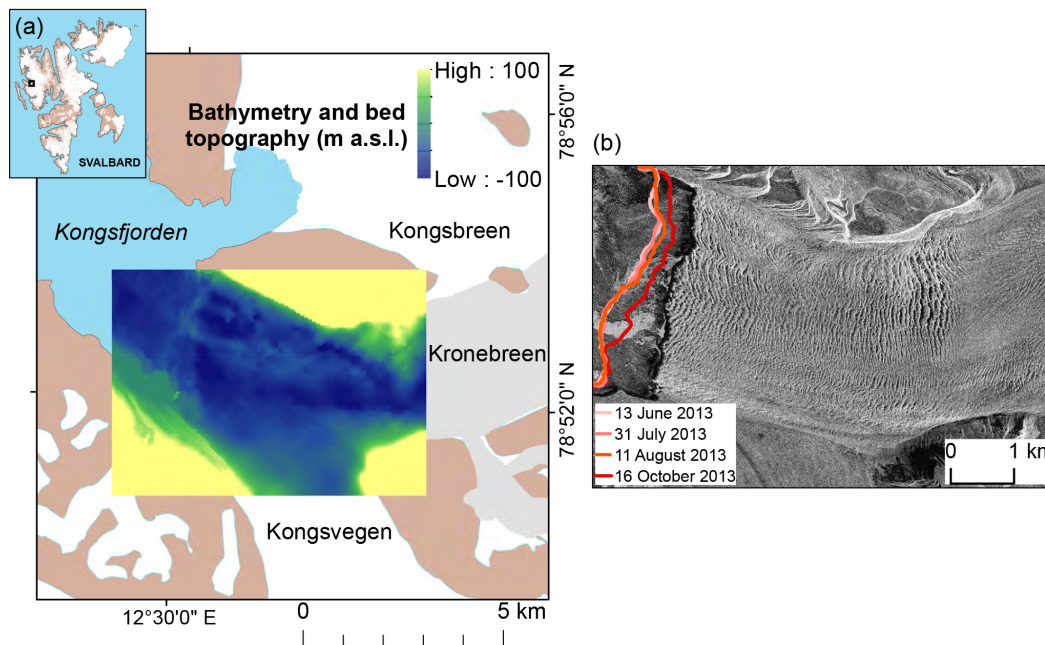 (a)
SVALBARD
High : 100
Bathymetry and bed
topography (m a.s.l.)
Low : -100
78°56'0" N
Kongsfjorden
Kongsbreen
Kronebreen
78°52'0" N
Kongsvegen
12°30'0" E
0
5 km
(b)
13 June 2013
31 July 2013
11 August 2013
16 October 2013
0
1 km